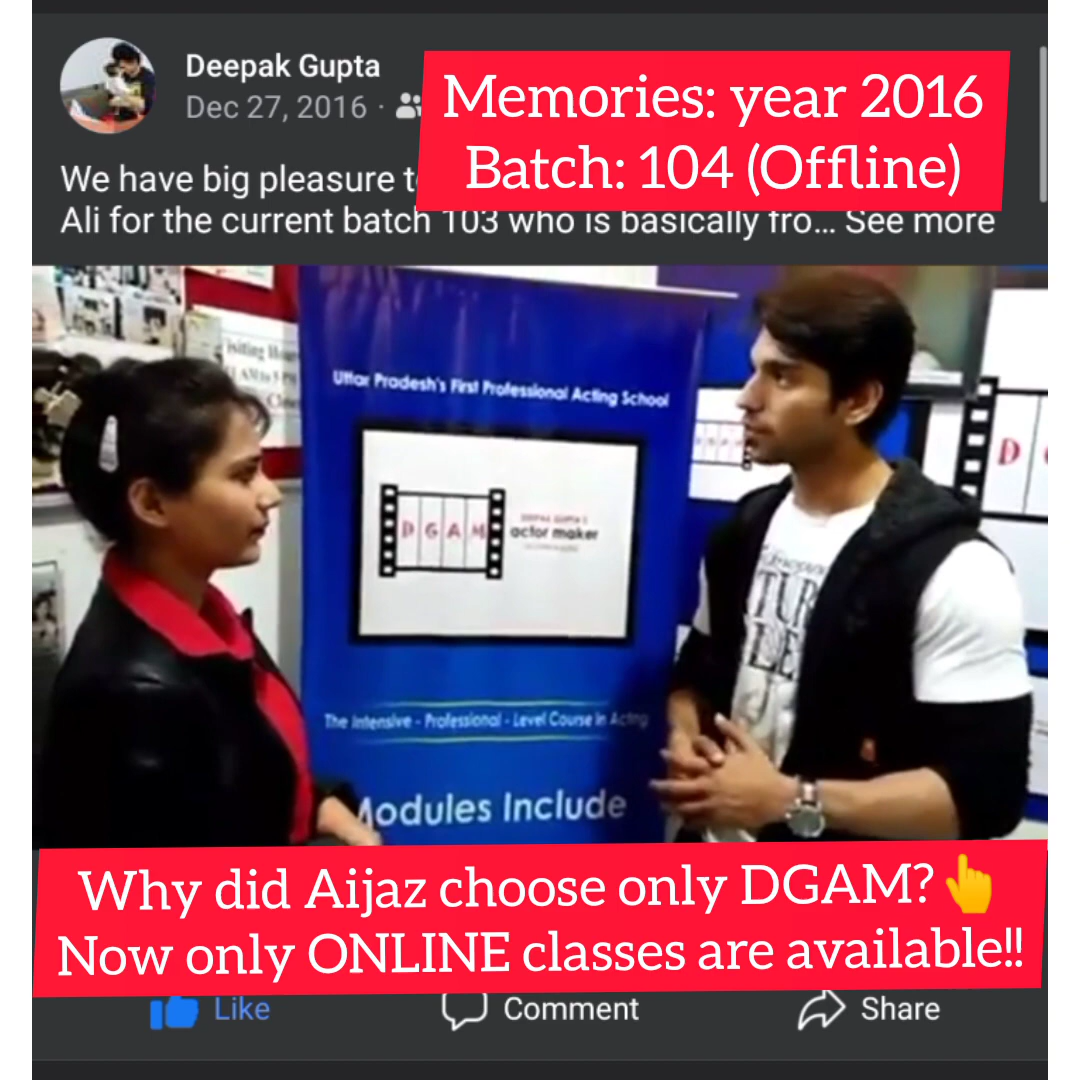 Deepak Gupta
Dec 27, 2016 ·
Memories: year 2016
Batch: 104 (Offline)
We have big pleasure
Ali for the current batch 103 who is basically fro... See more
Uttar Pradesh's First Professional Acting School
DGAM
actor maker
D
The Intensive - Professional - Level Course in Acting
Modules Include
Why did Aijaz choose only DGAM?👆
Now only ONLINE classes are available!!
Like
Comment
Share